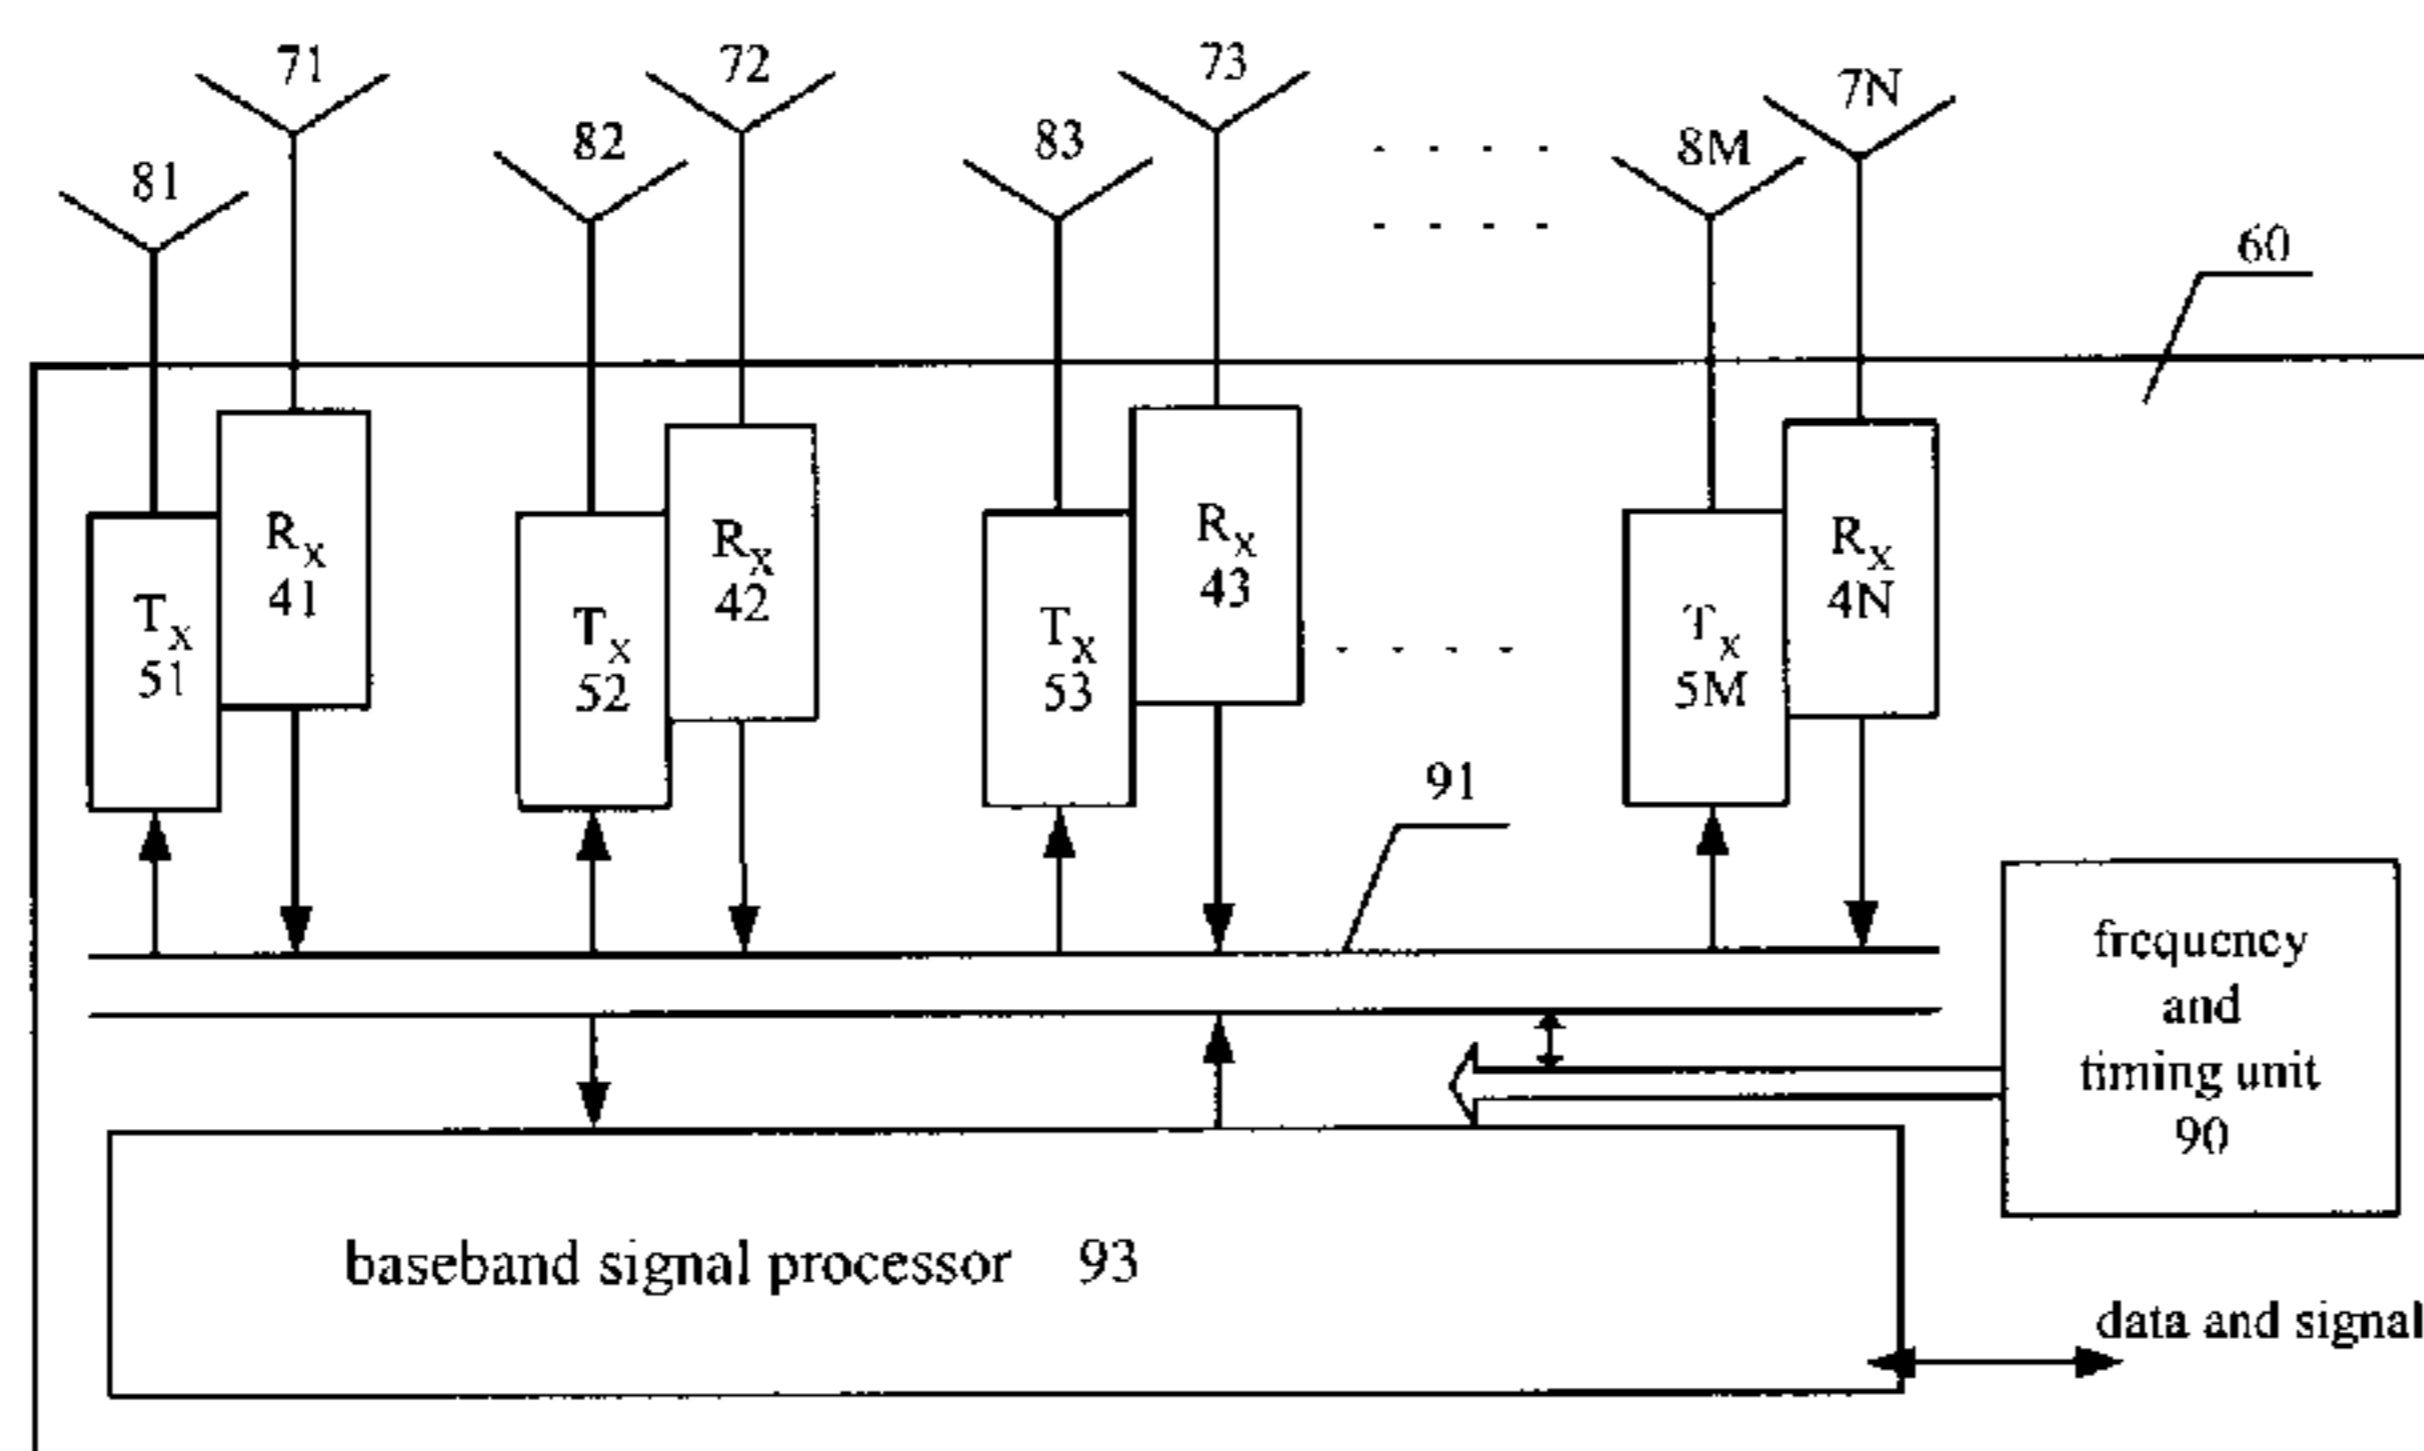 71
72
73
7N
81
82
83
8M
60
Rx
41
Rx
42
Rx
43
Rx
4N
Tx
51
Tx
52
Tx
53
Tx
5M
91
frequency
and
timing unit
90
baseband signal processor 93
data and signal